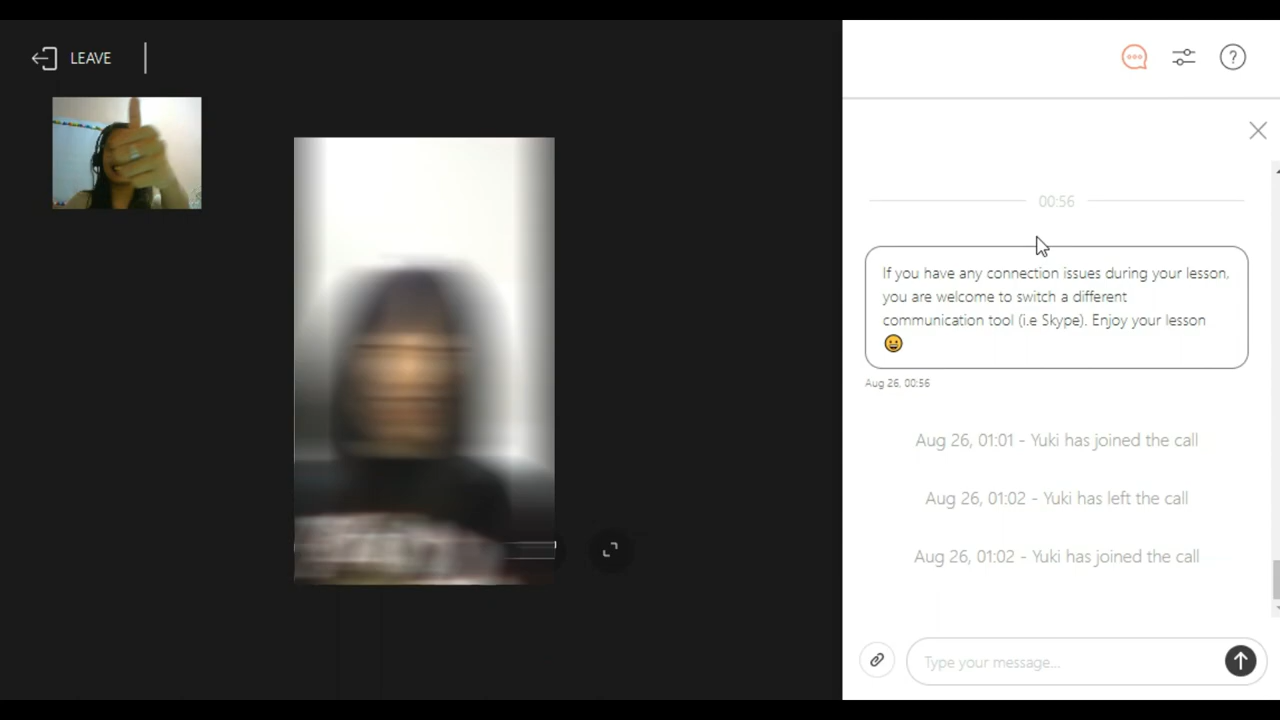 LEAVE
00:56
If you have any connection issues during your lesson,
you are welcome to switch a different
communication tool (i.e Skype). Enjoy your lesson
😀
Aug 26, 00:56
Aug 26, 01:01 - Yuki has joined the call
Aug 26, 01:02 - Yuki has left the call
Aug 26, 01:02 - Yuki has joined the call
Type your message...